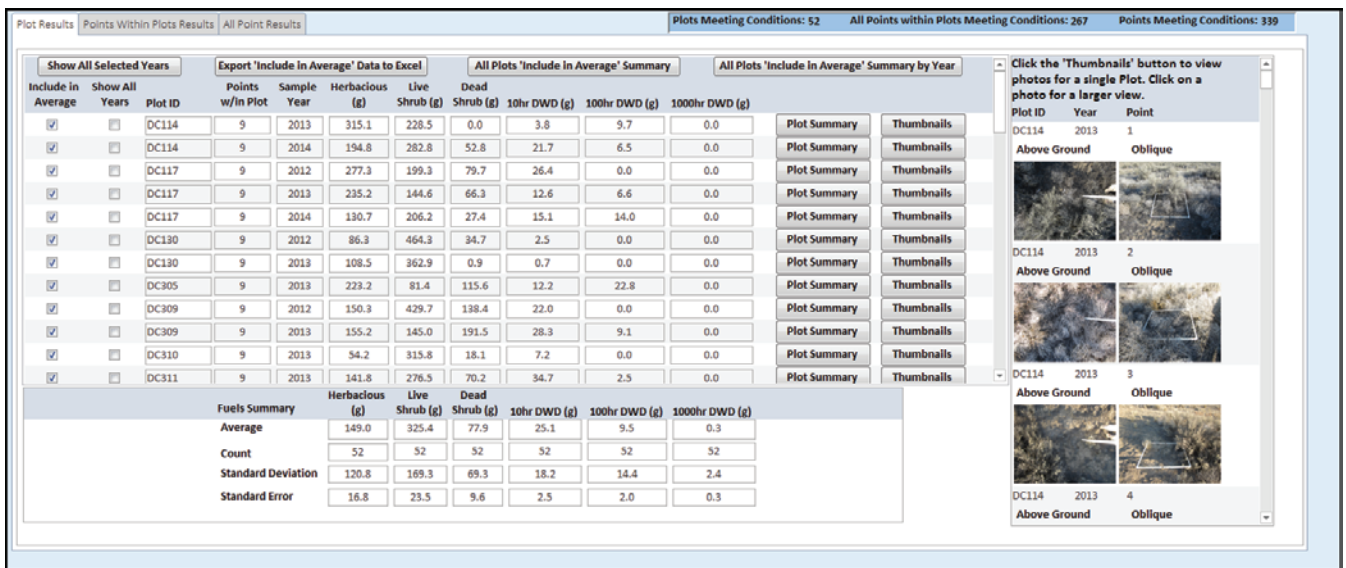 Plot Results Points Within Plots Results All Point Results Plots Meeting Conditions: 52 All Points within Plots Meeting Conditions: 267 Points Meeting Conditions: 339
Show All Selected Years Export 'Include in Average' Data to Excel All Plots 'Include in Average' Summary All Plots 'Include in Average' Summary by Year
Include in Show All Points Sample Herbacious Live Dead
Average Years Plot ID w/in Plot Year (g) Shrub (g) Shrub (g) 10hr DWD (g) 100hr DWD (g) 1000hr DWD (g)
DC114 9 2013 315.1 228.5 0.0 3.8 9.7 0.0 Plot Summary Thumbnails
DC114 9 2014 194.8 282.8 52.8 21.7 6.5 0.0 Plot Summary Thumbnails
DC117 9 2012 277.3 199.3 79.7 26.4 0.0 0.0 Plot Summary Thumbnails
DC117 9 2013 235.2 144.6 66.3 12.6 6.6 0.0 Plot Summary Thumbnails
DC117 9 2014 130.7 206.2 27.4 15.1 14.0 0.0 Plot Summary Thumbnails
DC130 9 2012 86.3 464.3 34.7 2.5 0.0 0.0 Plot Summary Thumbnails
DC130 9 2013 108.5 362.9 0.9 0.7 0.0 0.0 Plot Summary Thumbnails
DC305 9 2013 223.2 81.4 115.6 12.2 22.8 0.0 Plot Summary Thumbnails
DC309 9 2012 150.3 429.7 138.4 22.0 0.0 0.0 Plot Summary Thumbnails
DC309 9 2013 155.2 145.0 191.5 28.3 9.1 0.0 Plot Summary Thumbnails
DC310 9 2013 54.2 315.8 18.1 7.2 0.0 0.0 Plot Summary Thumbnails
DC311 9 2013 141.8 276.5 70.2 34.7 2.5 0.0 Plot Summary Thumbnails
Herbacious Live Dead
Fuels Summary (g) Shrub (g) Shrub (g) 10hr DWD (g) 100hr DWD (g) 1000hr DWD (g)
Average 149.0 325.4 77.9 25.1 9.5 0.3
Count 52 52 52 52 52 52
Standard Deviation 120.8 169.3 69.3 18.2 14.4 2.4
Standard Error 16.8 23.5 9.6 2.5 2.0 0.3
Click the 'Thumbnails' button to view
photos for a single Plot. Click on a
photo for a larger view.
Plot ID Year Point
DC114 2013 1
Above Ground Oblique
DC114 2013 2
Above Ground Oblique
DC114 2013 3
Above Ground Oblique
DC114 2013 4
Above Ground Oblique